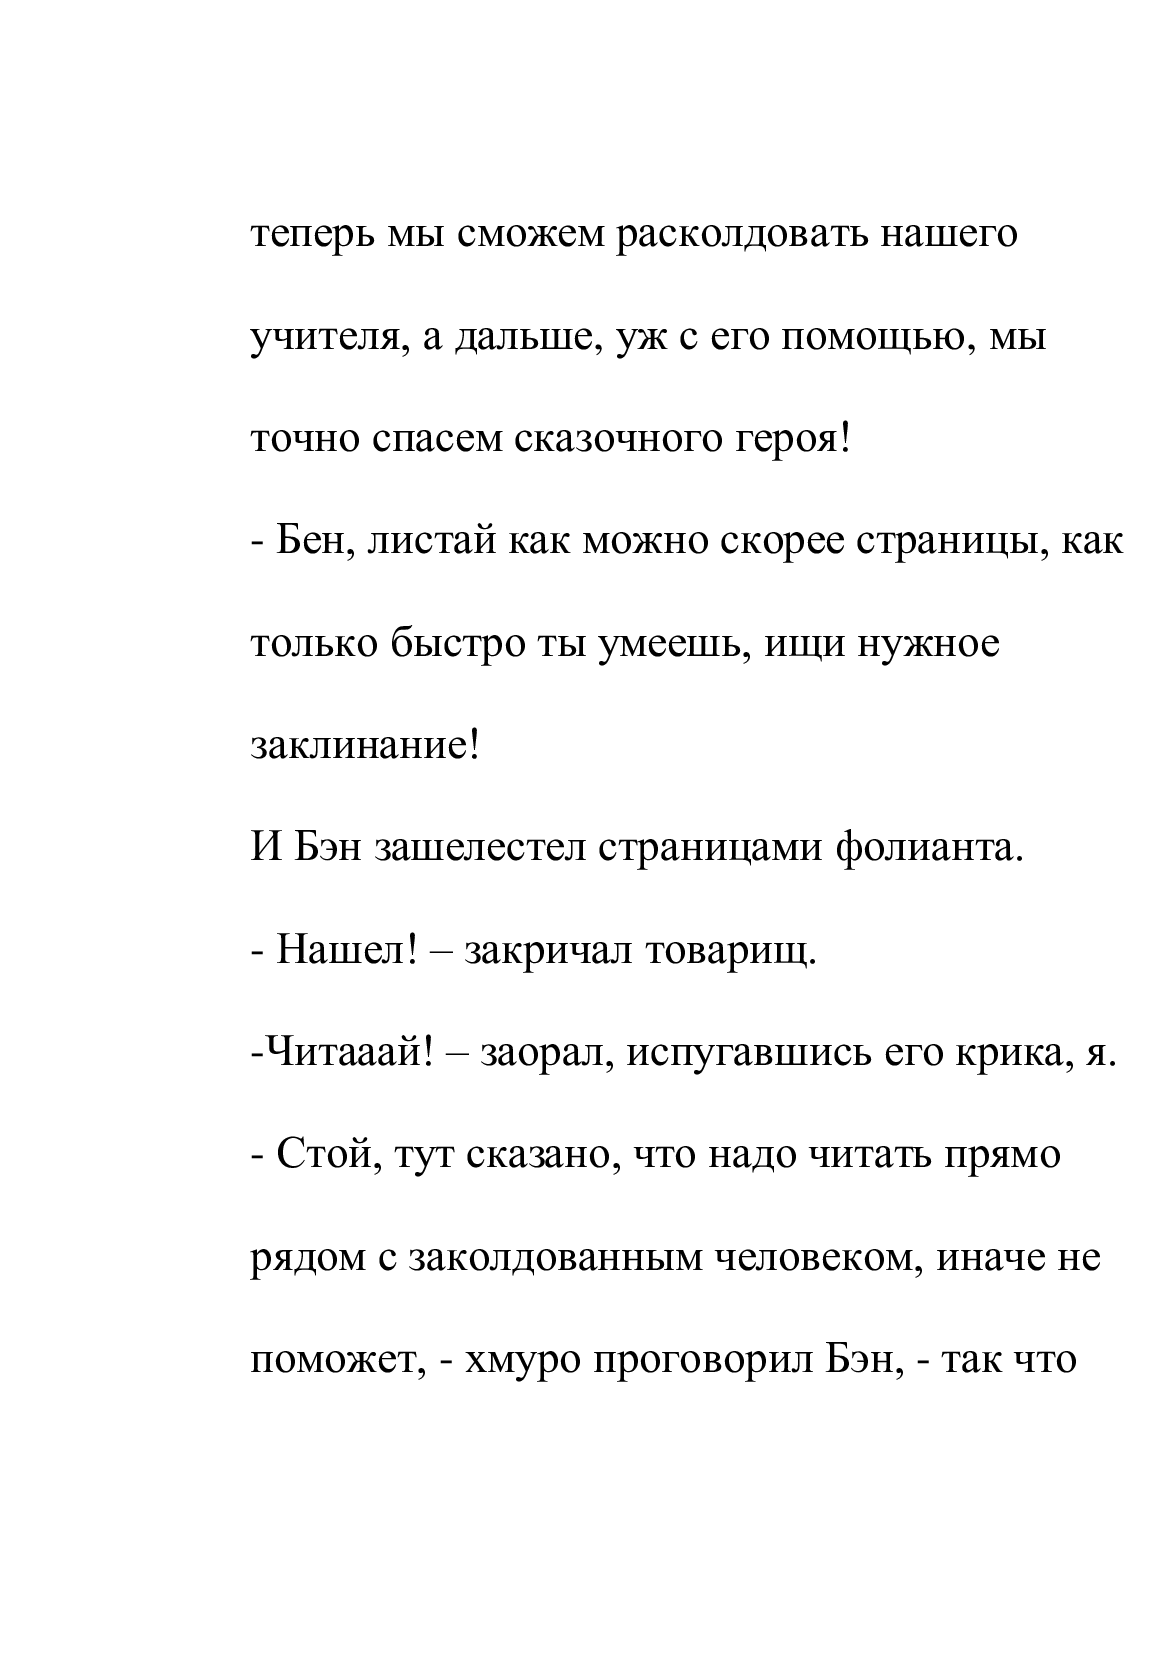 теперь мы сможем расколдовать нашего
учителя, а дальше, уж с его помощью, мы
точно спасем сказочного героя!
- Бен, листай как можно скорее страницы, как
только быстро ты умеешь, ищи нужное
заклинание!
И Бэн зашелестел страницами фолианта.
- Нашел! – закричал товарищ.
-Читааай! – заорал, испугавшись его крика, я.
- Стой, тут сказано, что надо читать прямо
рядом с заколдованным человеком, иначе не
поможет, - хмуро проговорил Бэн, - так что